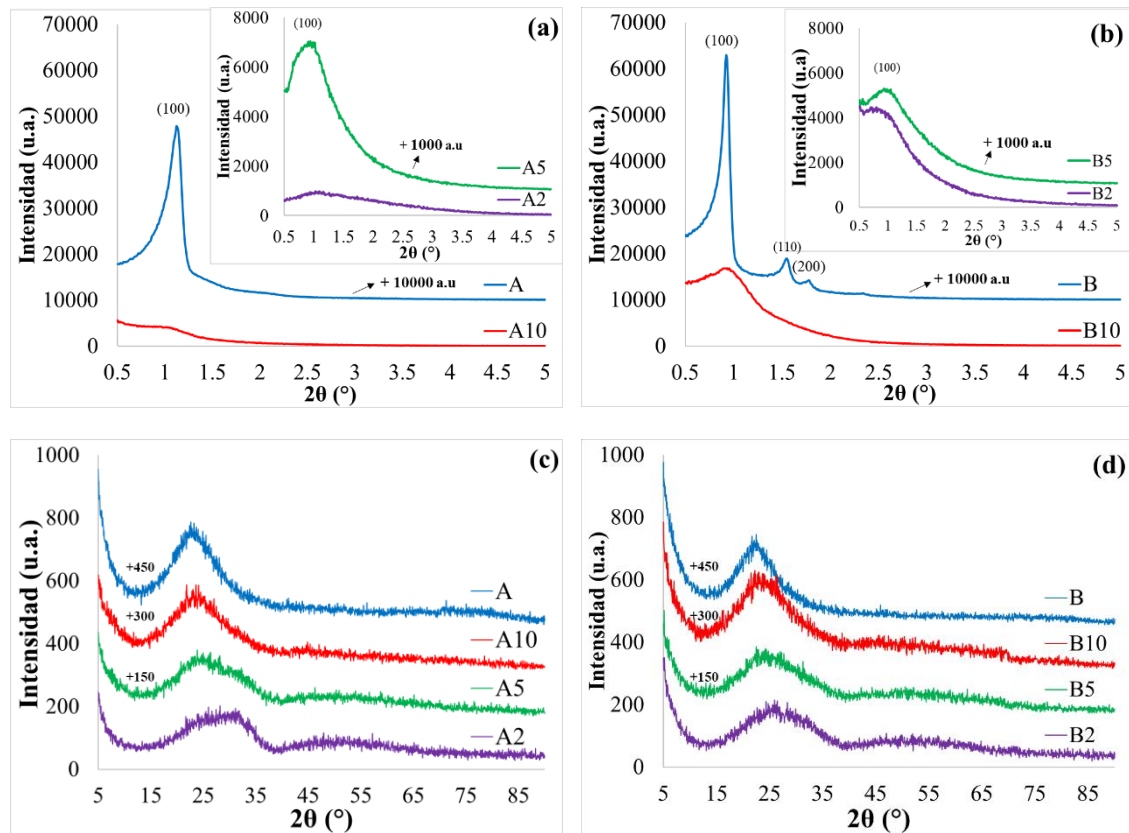 (a)
Intensidad (u.a.)
70000
60000
50000
40000
30000
20000
10000
0
(100)
+ 10000 a.u
A
A10
0.5 1 1.5 2 2.5 3 3.5 4 4.5 5
2θ (°)
Intensidad (u.a.)
8000
6000
4000
2000
0
(100)
+ 1000 a.u
A5
A2
0.5 1 1.5 2 2.5 3 3.5 4 4.5 5
2θ (°)
(b)
Intensidad (u.a.)
70000
60000
50000
40000
30000
20000
10000
0
(100)
(110)
(200)
+ 10000 a.u
B
B10
0.5 1 1.5 2 2.5 3 3.5 4 4.5 5
2θ (°)
Intensidad (u.a.)
8000
6000
4000
2000
0
(100)
+ 1000 a.u
B5
B2
0.5 1 1.5 2 2.5 3 3.5 4 4.5 5
2θ (°)
(c)
Intensidad (u.a.)
1000
800
600
400
200
0
+450
A
+300
A10
+150
A5
A2
5 15 25 35 45 55 65 75 85
2θ (°)
(d)
Intensidad (u.a.)
1000
800
600
400
200
0
+450
B
+300
B10
+150
B5
B2
5 15 25 35 45 55 65 75 85
2θ (°)